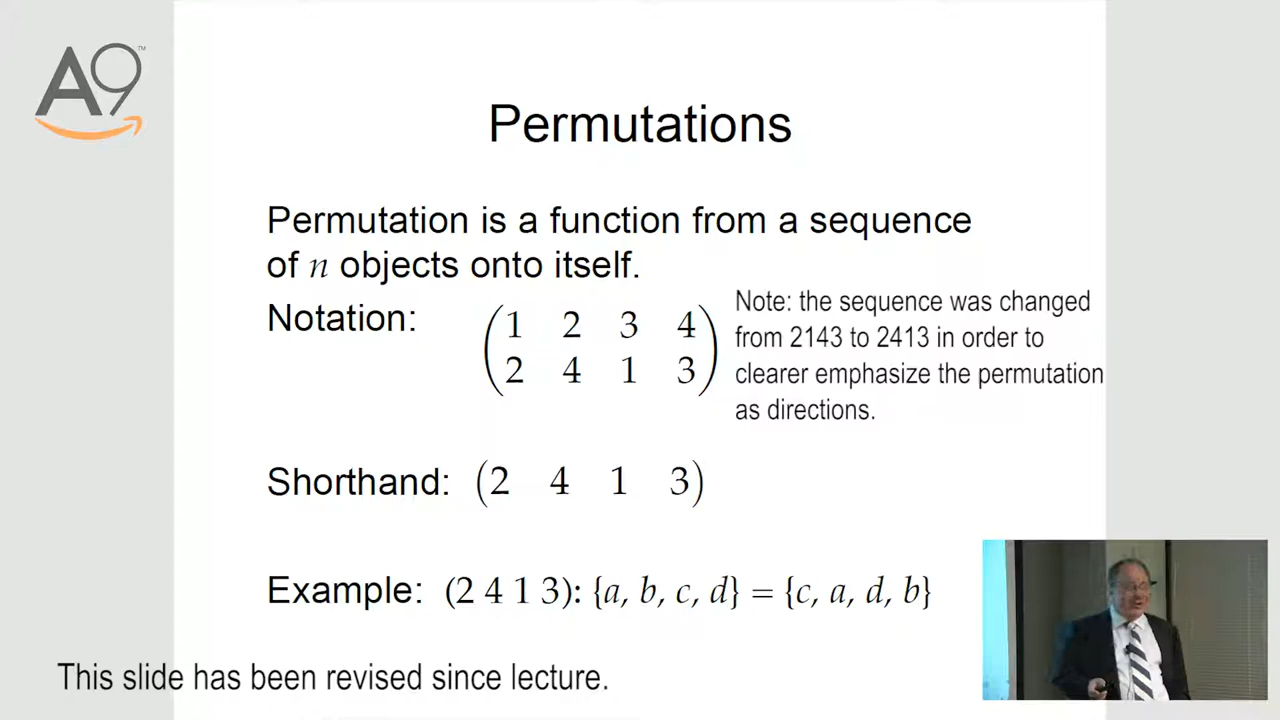 A9™
Permutations
Permutation is a function from a sequence
of n objects onto itself.
Notation:
(1 2 3 4
2 4 1 3)
Note: the sequence was changed
from 2143 to 2413 in order to
clearer emphasize the permutation
as directions.
Shorthand: (2 4 1 3)
Example: (2 4 1 3): {a, b, c, d} = {c, a, d, b}
This slide has been revised since lecture.